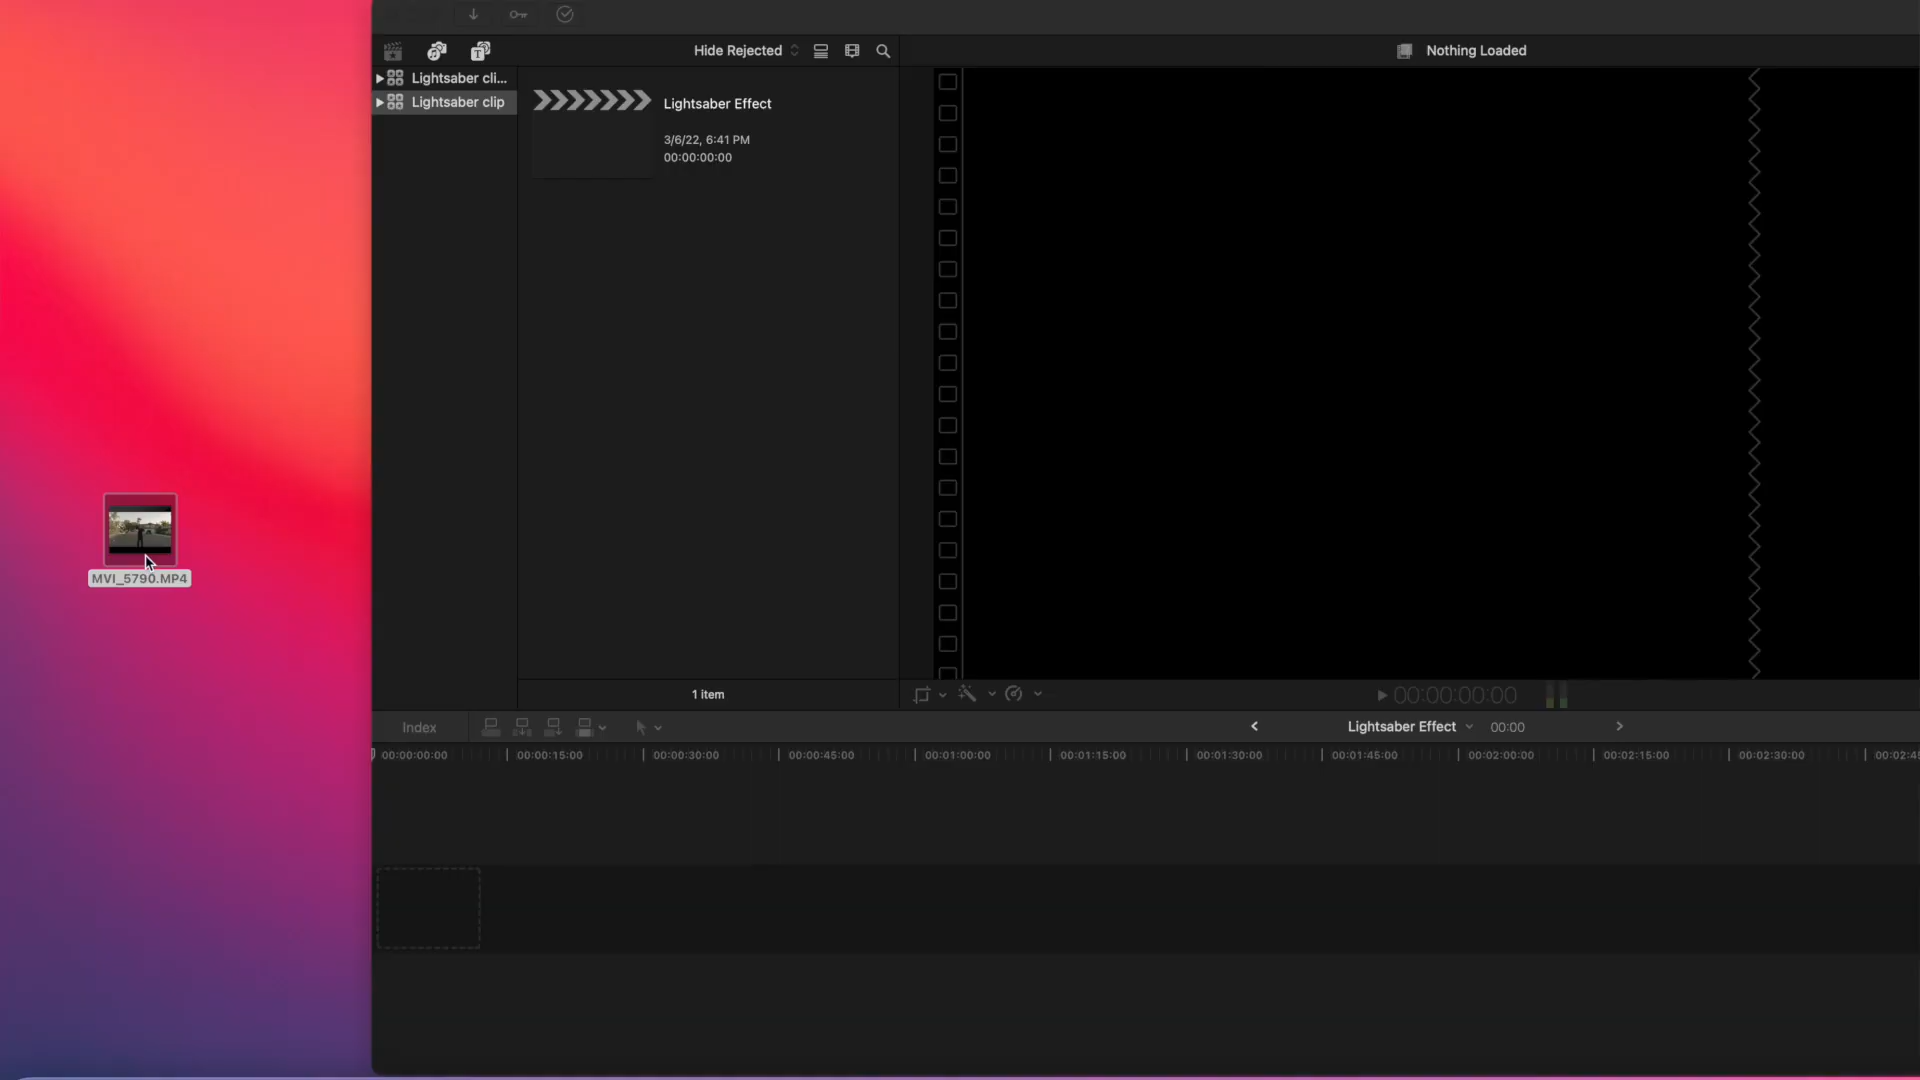 Hide Rejected
Nothing Loaded
Lightsaber cli...
Lightsaber clip
Lightsaber Effect
3/6/22, 6:41 PM
00:00:00:00
MVI_5790.MP4
1 item
00:00:00:00
Index
Lightsaber Effect
00:00
00:00:00:00
00:00:15:00
00:00:30:00
00:00:45:00
00:01:00:00
00:01:15:00
00:01:30:00
00:01:45:00
00:02:00:00
00:02:15:00
00:02:30:00
00:02:45